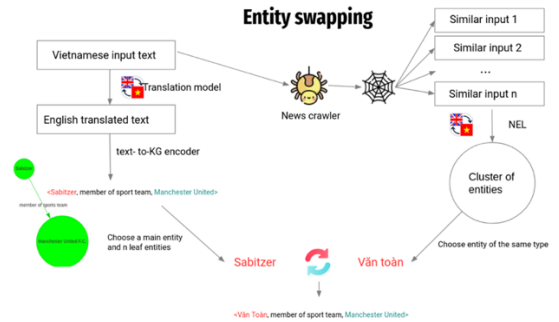 Entity swapping
Vietnamese input text
Translation model
English translated text
text- to-KG encoder
Sabitzer
member of sports team
Manchester United F.C.
<Sabitzer, member of sport team, Manchester United>
Choose a main entity
and n leaf entities
News crawler
Similar input 1
Similar input 2
...
Similar input n
NEL
Cluster of
entities
Choose entity of the same type
Sabitzer
Văn toàn
<Văn Toàn, member of sport team, Manchester United>